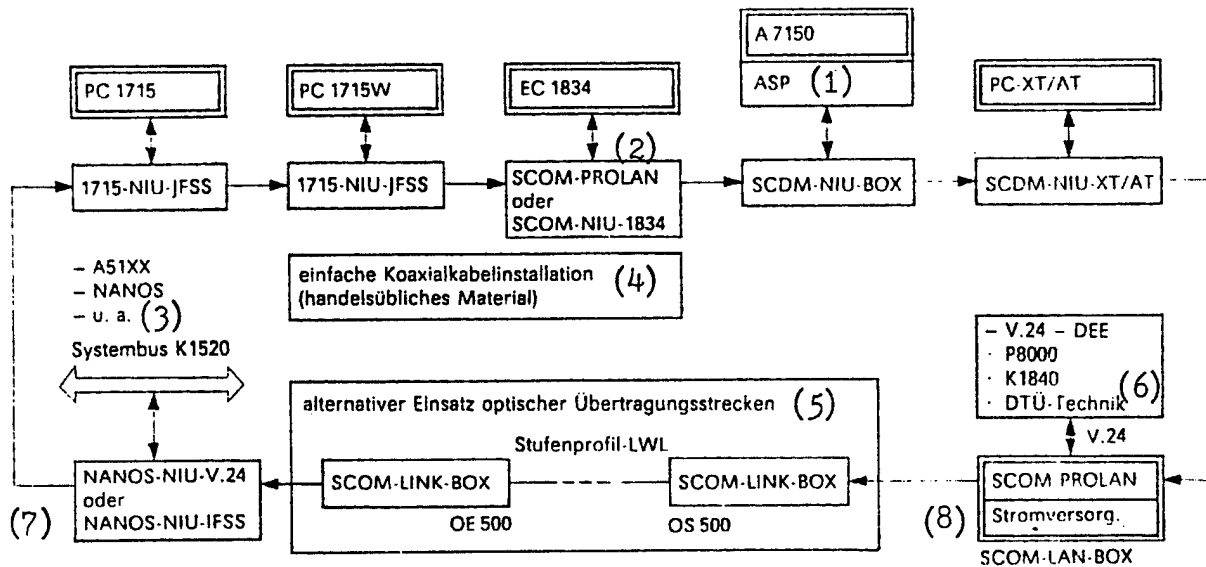 A 7150
ASP (1)
PC 1715
PC 1715W
EC 1834
PC-XT/AT
(2)
1715-NIU-JFSS
1715-NIU-JFSS
SCOM-PROLAN
oder
SCOM-NIU-1834
SCDM-NIU-BOX
SCDM-NIU-XT/AT
– A51XX
– NANOS
– u. a. (3)
Systembus K1520
einfache Koaxialkabelinstallation
(handelsübliches Material) (4)
– V.24 – DEE
· P8000
· K1840
· DTÜ-Technik (6)
V.24
alternativer Einsatz optischer Übertragungsstrecken (5)
Stufenprofil-LWL
SCOM-LINK-BOX
SCOM-LINK-BOX
OE 500
OS 500
NANOS-NIU-V.24
oder
NANOS-NIU-IFSS
(7)
SCOM PROLAN
Stromversorg.
(8)
SCOM-LAN-BOX